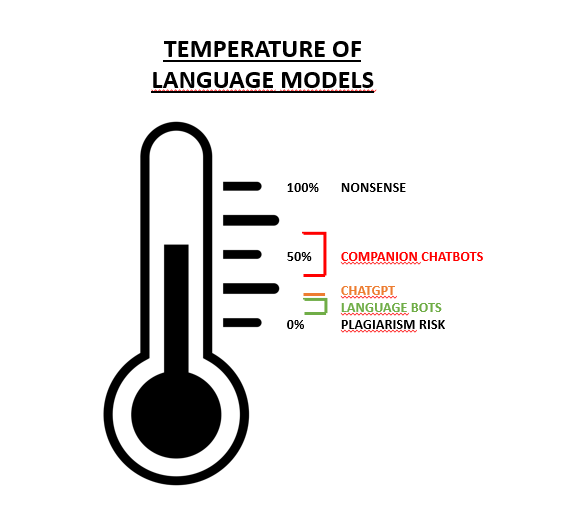 TEMPERATURE OF
LANGUAGE MODELS
100% NONSENSE
50% COMPANION CHATBOTS
CHATGPT
LANGUAGE BOTS
0% PLAGIARISM RISK